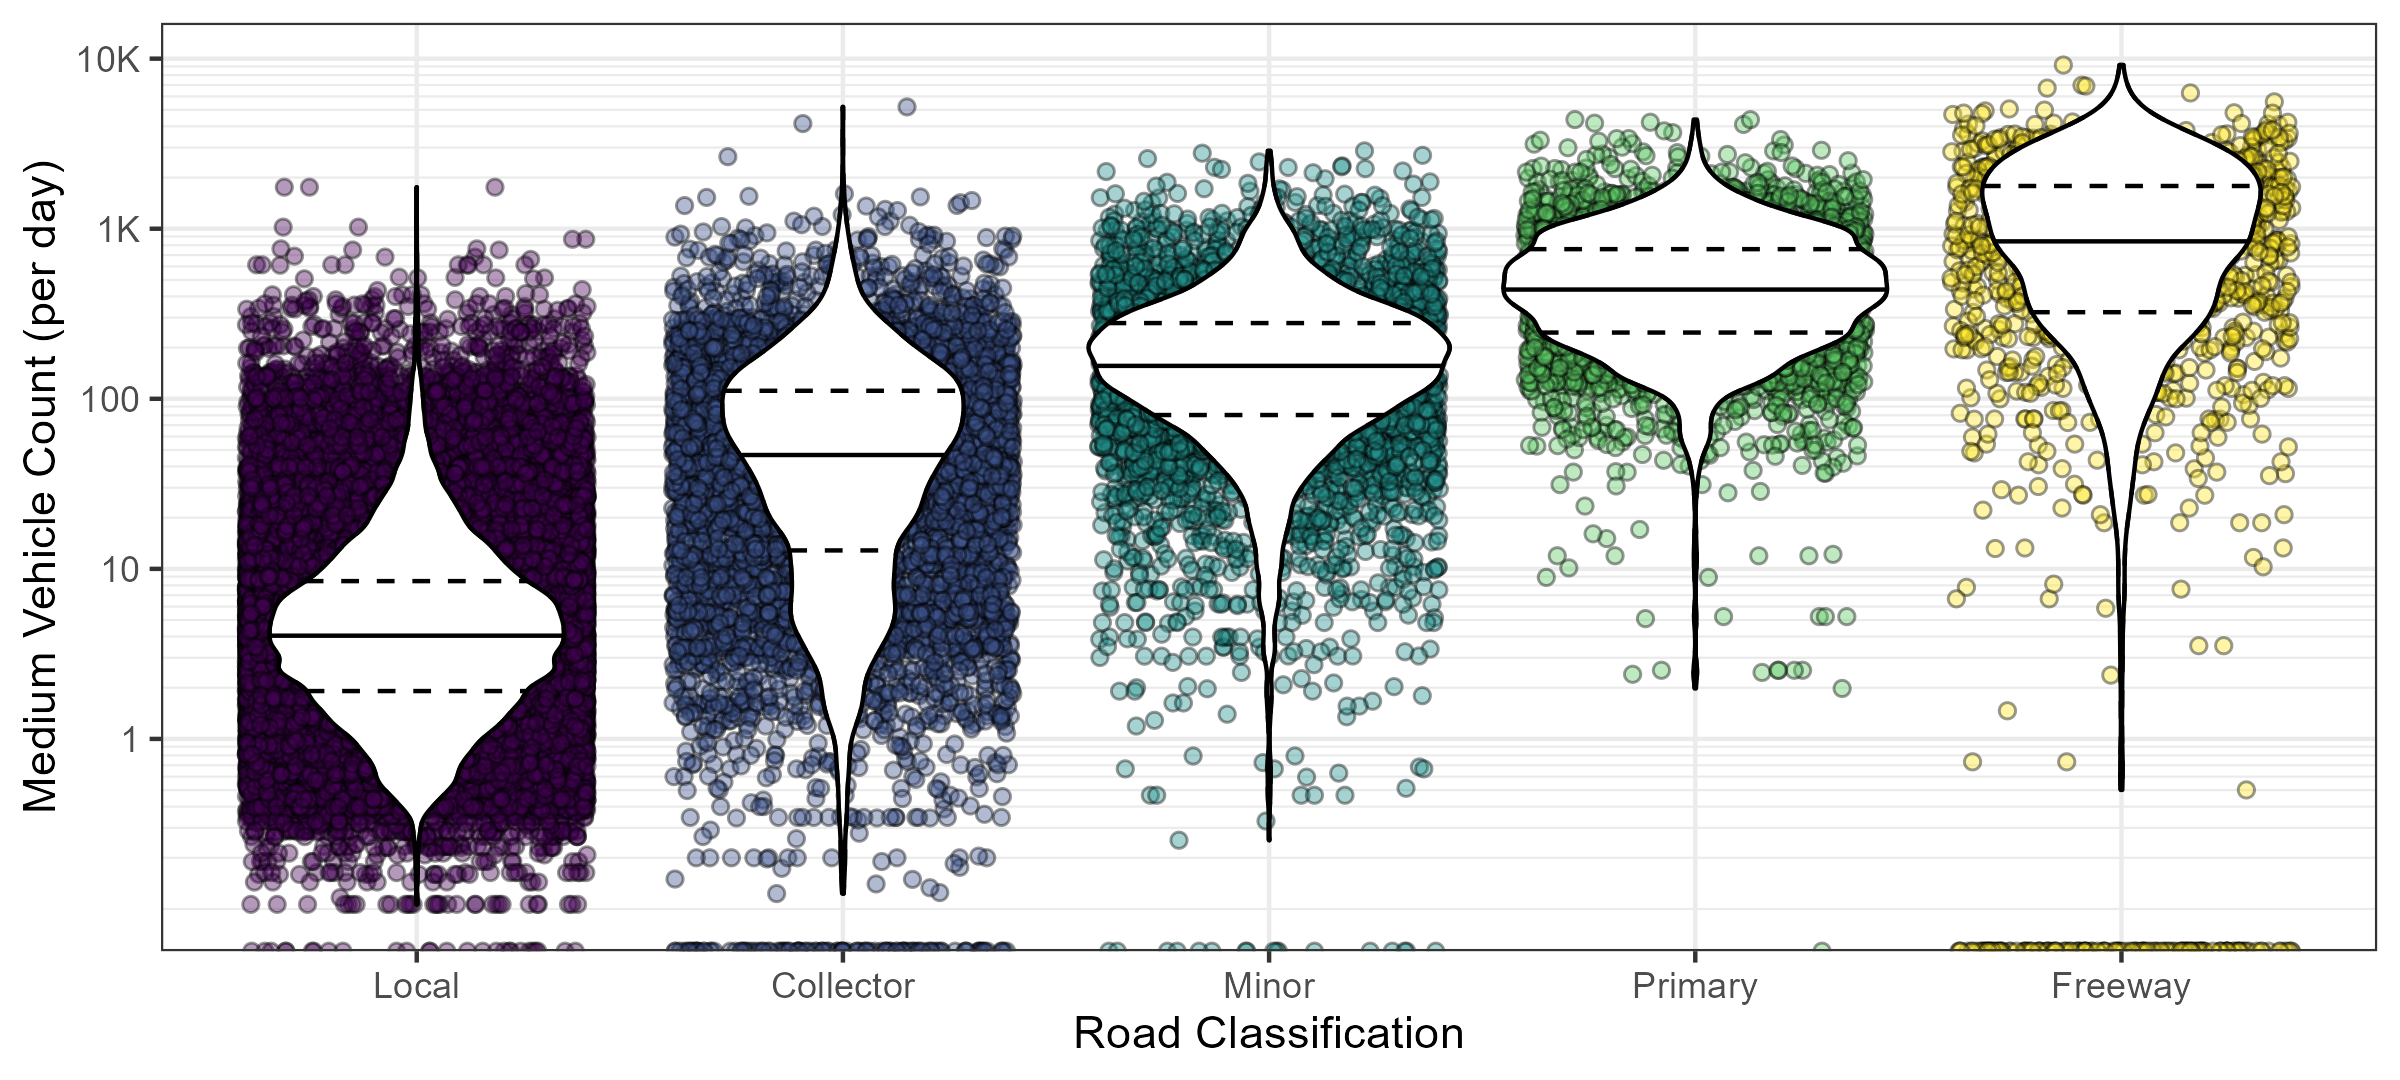 Medium Vehicle Count (per day)
10K
1K
100
10
1
Local Collector Minor Primary Freeway
Road Classification